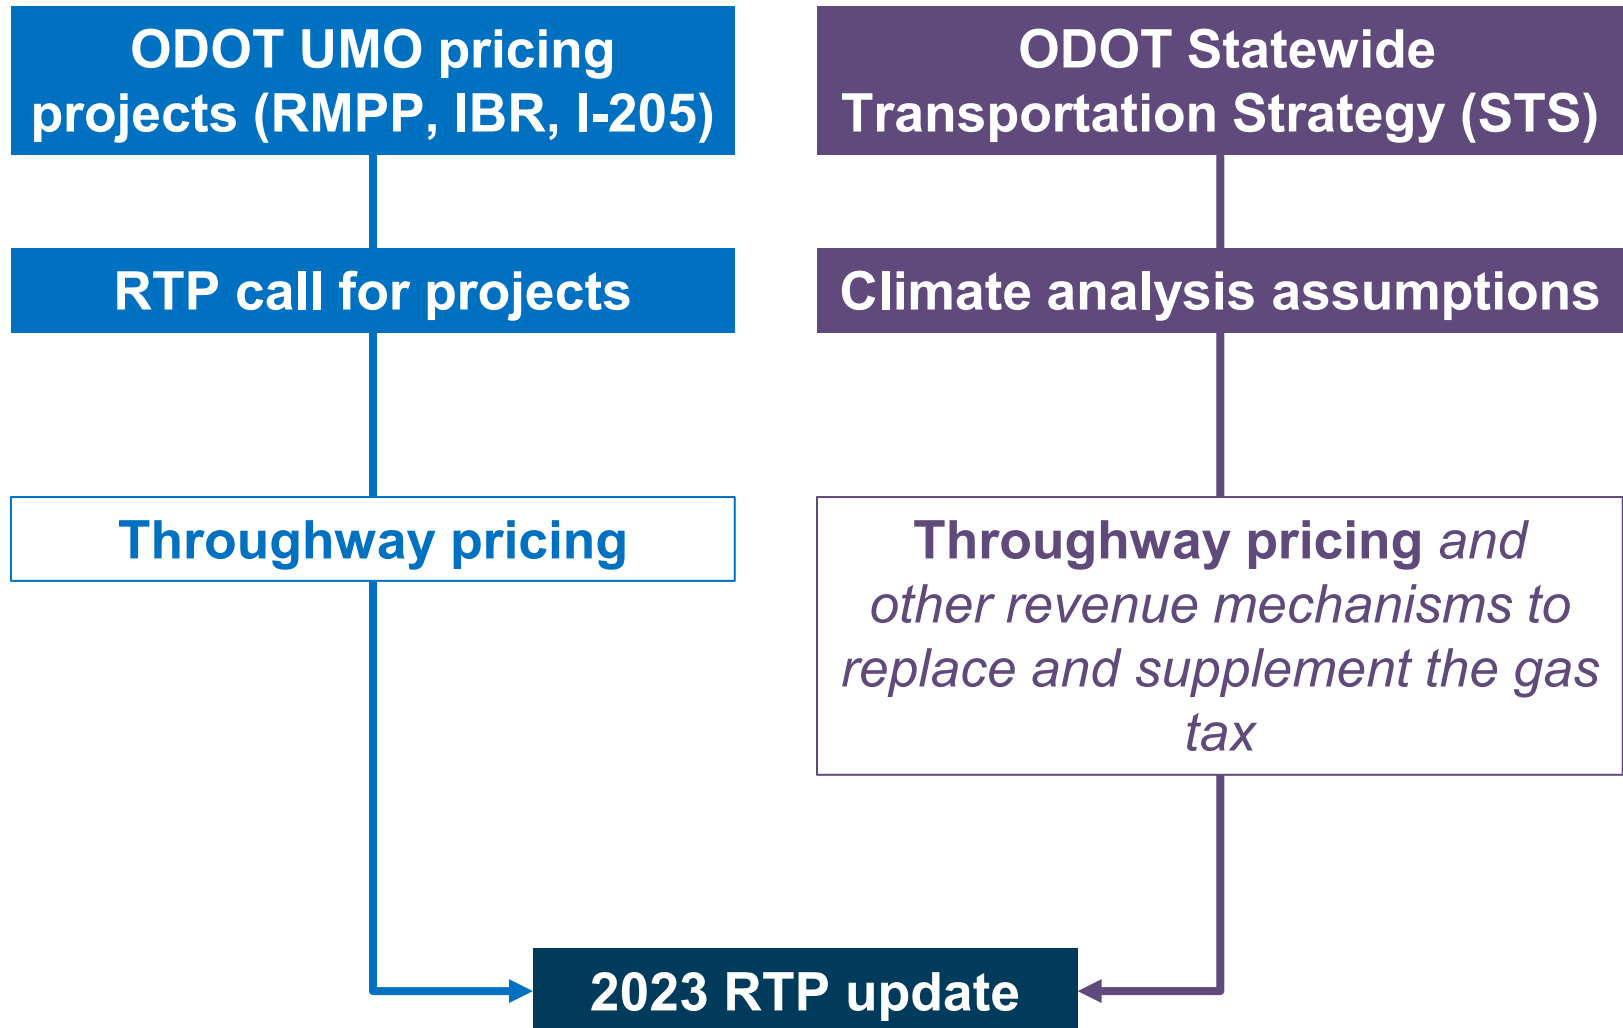 ODOT UMO pricing
projects (RMPP, IBR, I-205)
ODOT Statewide
Transportation Strategy (STS)
RTP call for projects
Climate analysis assumptions
Throughway pricing
Throughway pricing and
other revenue mechanisms to
replace and supplement the gas
tax
2023 RTP update